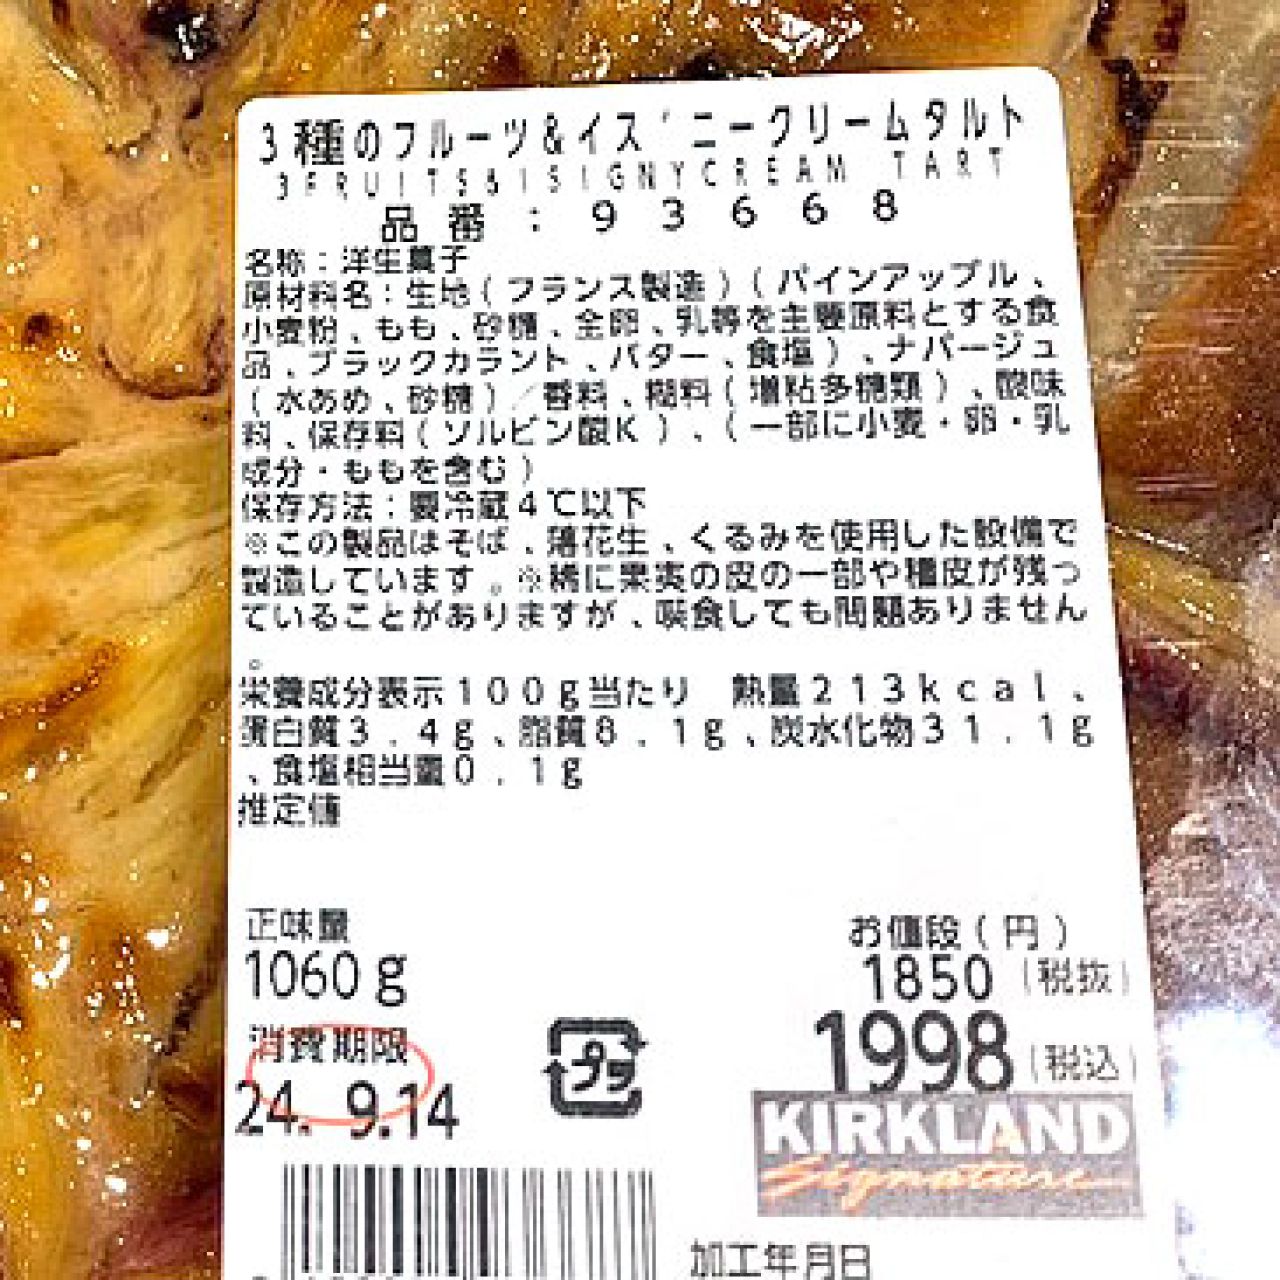 3種のフルーツ&イズニークリームタルト
3FRUITS&ISIGNYCREAM TART
品番:93668
名称:洋生菓子
原材料名:生地(フランス製造)(パインアップル、
小麦粉、もも、砂糖、全卵、乳等を主要原料とする食
品、ブラックカラント、バター、食塩)、ナパージュ
(水あめ、砂糖)/香料、糊料(増粘多糖類)、酸味
料、保存料(ソルビン酸K)、(一部に小麦・卵・乳
成分・ももを含む)
保存方法:要冷蔵4℃以下
※この製品はそば、落花生、くるみを使用した設備で
製造しています。※稀に果実の皮の一部や種皮が残っ
ていることがありますが、喫食しても問題ありません
。
栄養成分表示100g当たり 熱量213kcal、
蛋白質3.4g、脂質8.1g、炭水化物31.1g
、食塩相当量0.1g
推定値
正味量
1060g
お値段(円)
1850(税抜)
1998(税込)
消費期限
24. 9.14
プラ
KIRKLAND
Signature
加工年月日